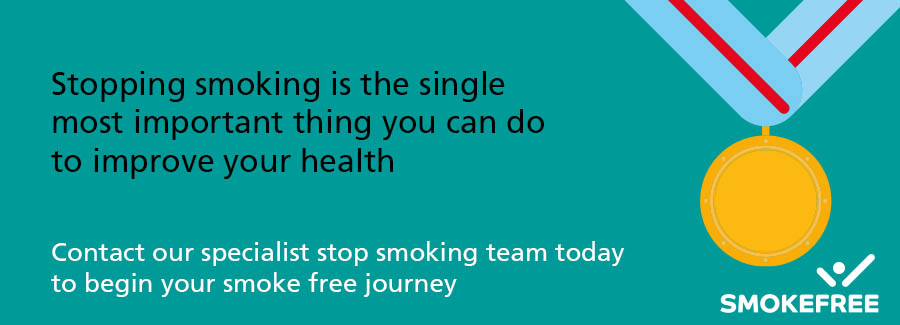 Stopping smoking is the single
most important thing you can do
to improve your health
Contact our specialist stop smoking team today
to begin your smoke free journey
SMOKEFREE